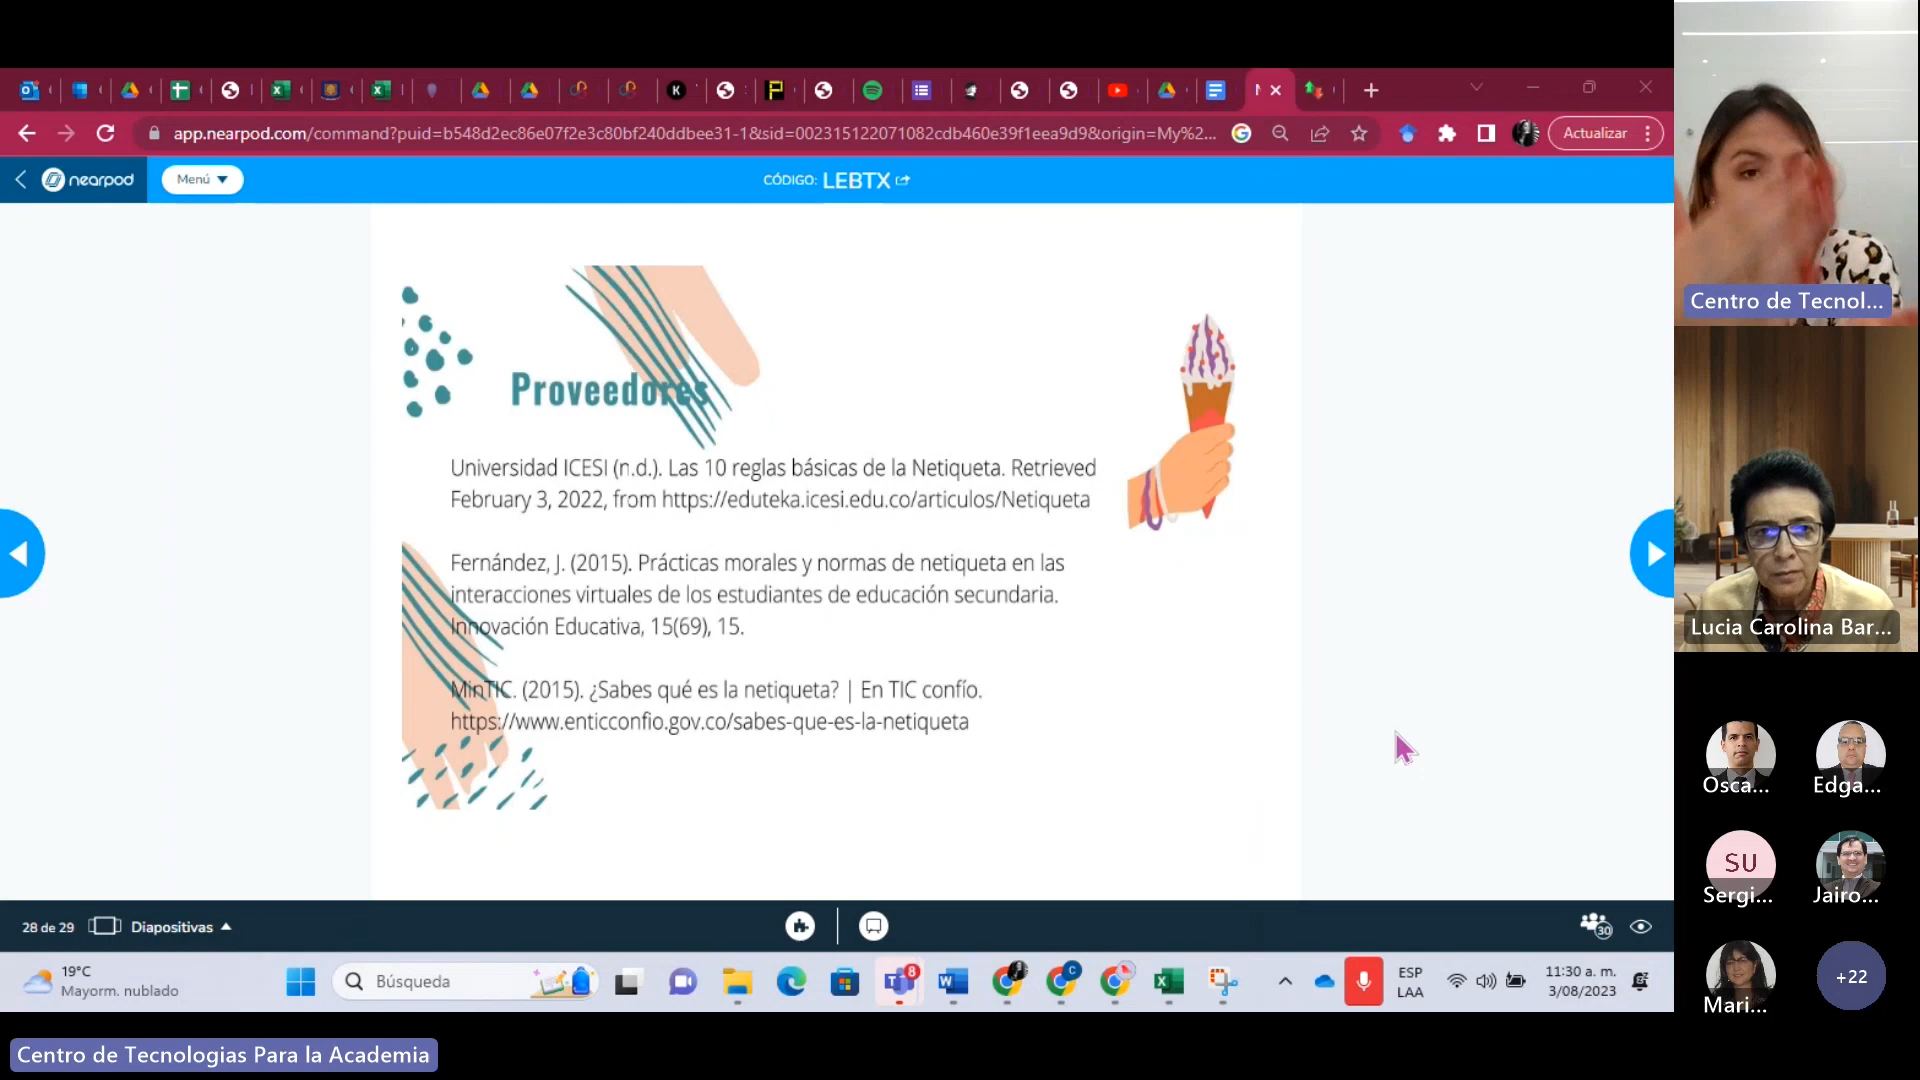 app.nearpod.com/command?puid=b548d2ec86e07f2e3c80bf240ddbee31-1&sid=002315122071082cdb460e39f1eea9d9&origin=My%2...
Actualizar
nearpod
Menú
CÓDIGO: LEBTX
Proveedores
Universidad ICESI (n.d.). Las 10 reglas básicas de la Netiqueta. Retrieved
February 3, 2022, from https://eduteka.icesi.edu.co/articulos/Netiqueta
Fernández, J. (2015). Prácticas morales y normas de netiqueta en las
interacciones virtuales de los estudiantes de educación secundaria.
Innovación Educativa, 15(69), 15.
MinTIC. (2015). ¿Sabes qué es la netiqueta? | En TIC confío.
https://www.enticconfio.gov.co/sabes-que-es-la-netiqueta
28 de 29
Diapositivas
30
19°C
Mayorm. nublado
Búsqueda
8
ESP
LAA
11:30 a. m.
3/08/2023
Centro de Tecnologias Para la Academia
Centro de Tecnol...
Lucia Carolina Bar...
Osca...
Edga...
SU
Sergi...
Jairo...
Mari...
+22